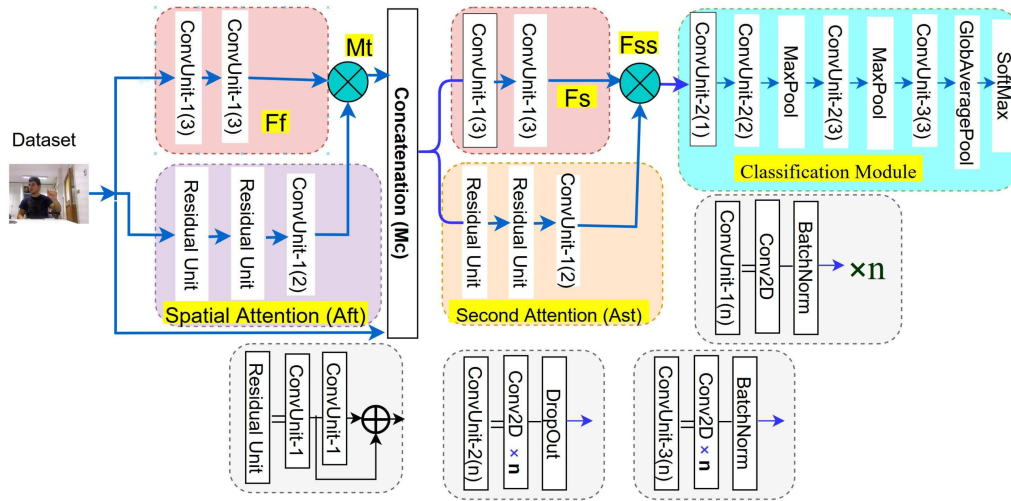 Dataset
ConvUnit-1(3)
ConvUnit-1(3)
Ff
Mt
Residual Unit
Residual Unit
ConvUnit-1(2)
Spatial Attention (Aft)
Concatenation (Mc)
ConvUnit-1(3)
ConvUnit-1(3)
Fs
Fss
Residual Unit
Residual Unit
ConvUnit-1(2)
Second Attention (Ast)
ConvUnit-2(1)
ConvUnit-2(2)
MaxPool
ConvUnit-2(3)
MaxPool
ConvUnit-3(3)
GlobAveragePool
SoftMax
Classification Module
ConvUnit-1(n)
=
Conv2D
BatchNorm
×n
Residual Unit
=
ConvUnit-1
ConvUnit-1
ConvUnit-2(n)
=
Conv2D × n
DropOut
ConvUnit-3(n)
=
Conv2D × n
BatchNorm